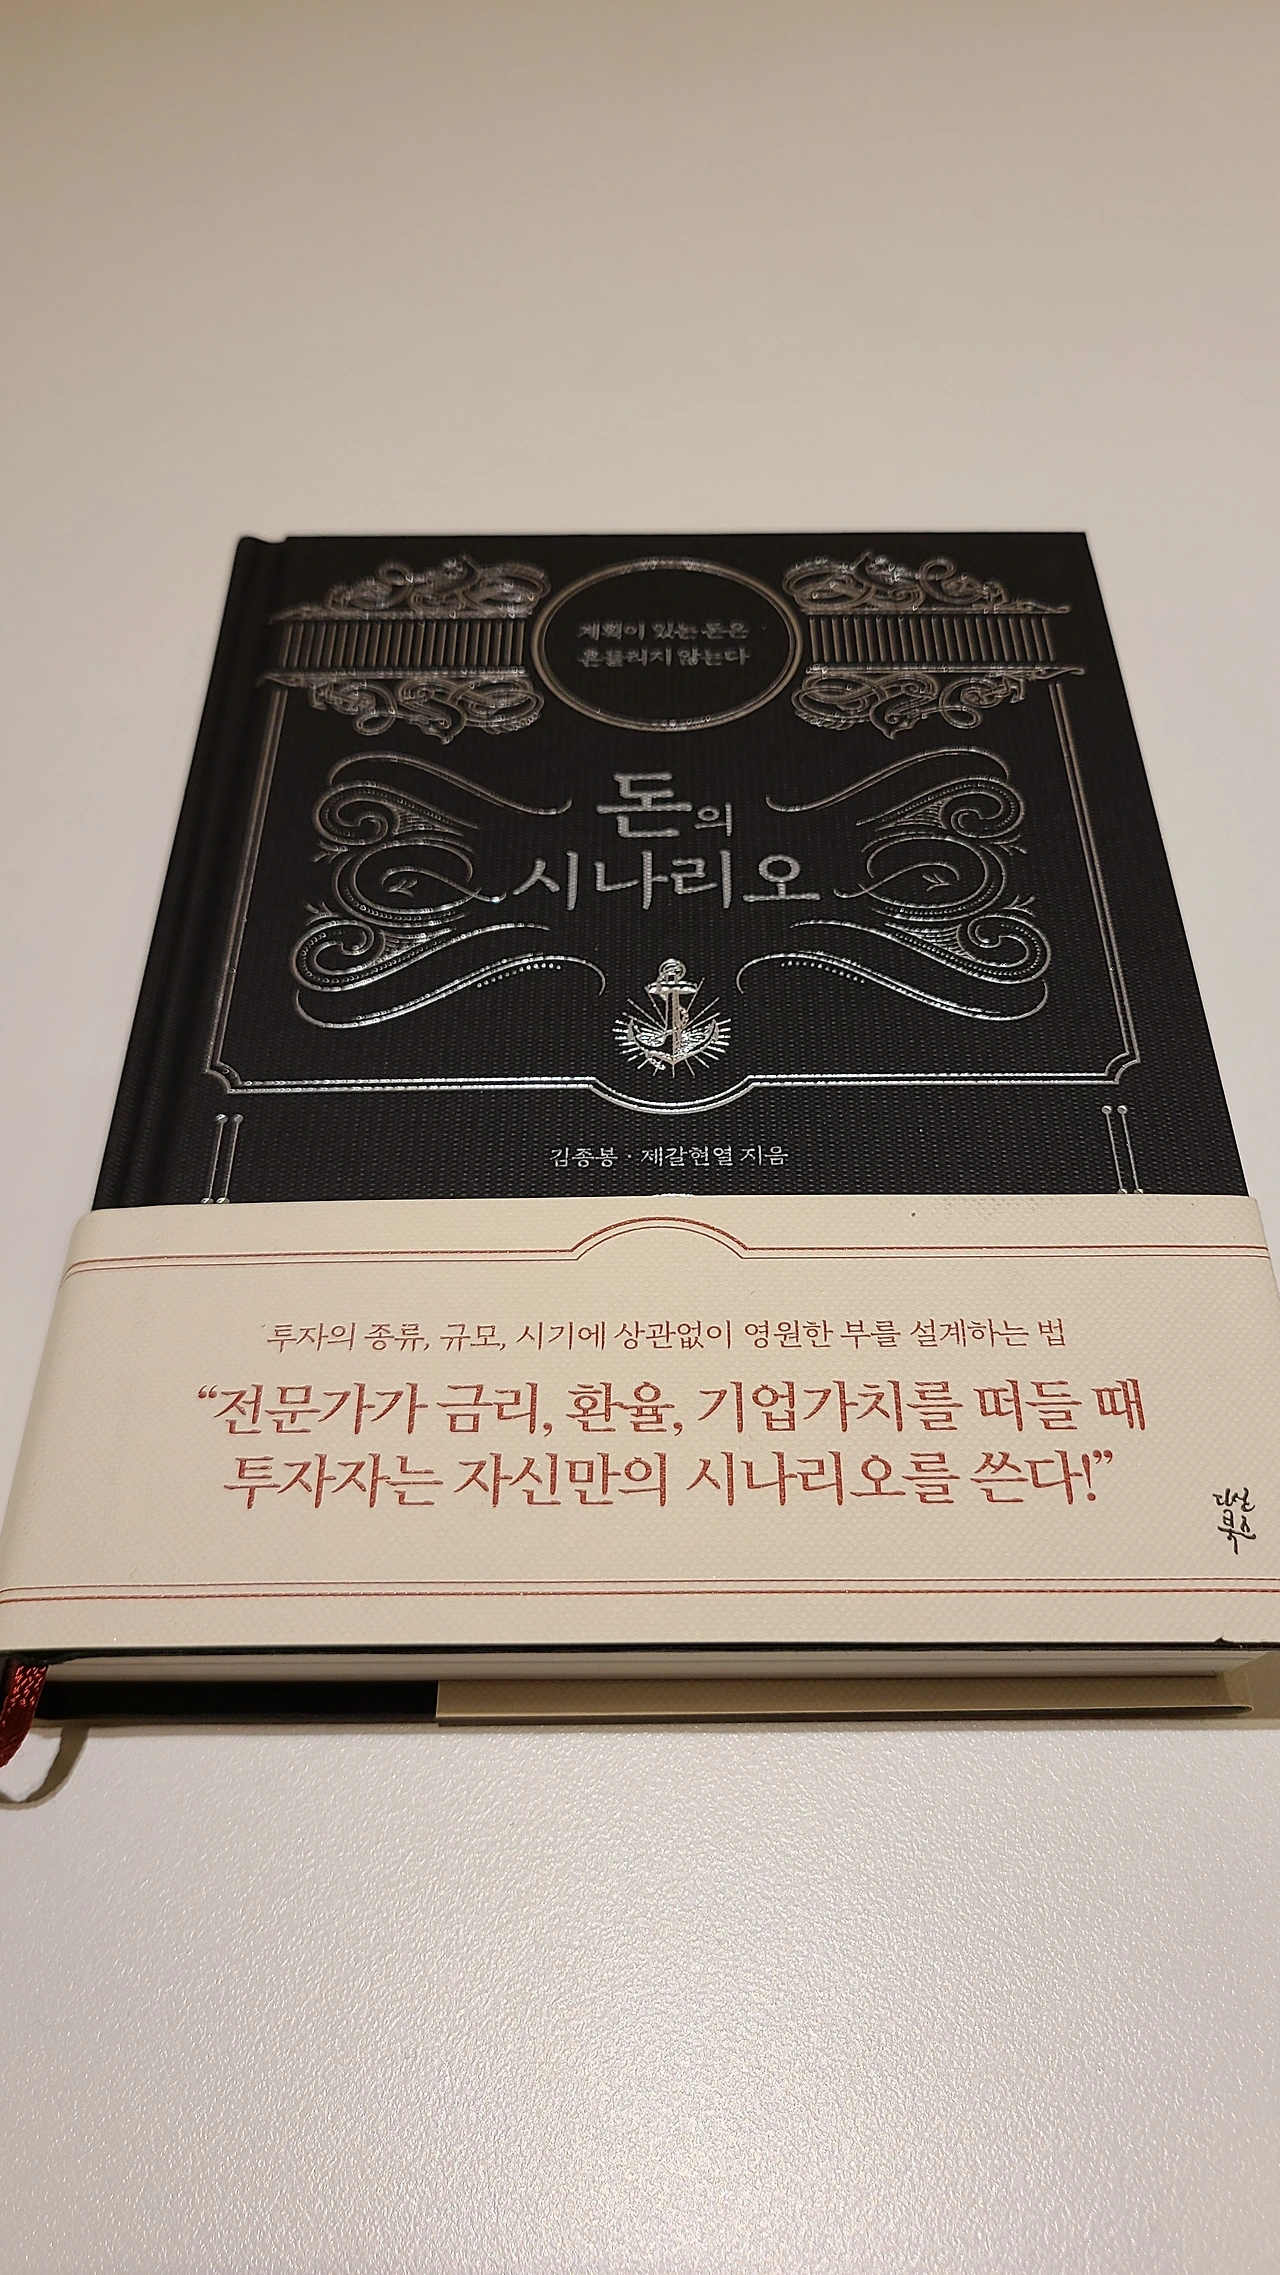 계획이 있는 돈은
흔들리지 않는다
돈의
시나리오
김종봉 · 제갈현열 지음
투자의 종류, 규모, 시기에 상관없이 영원한 부를 설계하는 법
“전문가가 금리, 환율, 기업가치를 떠들 때
투자자는 자신만의 시나리오를 쓴다!”
다산
북스